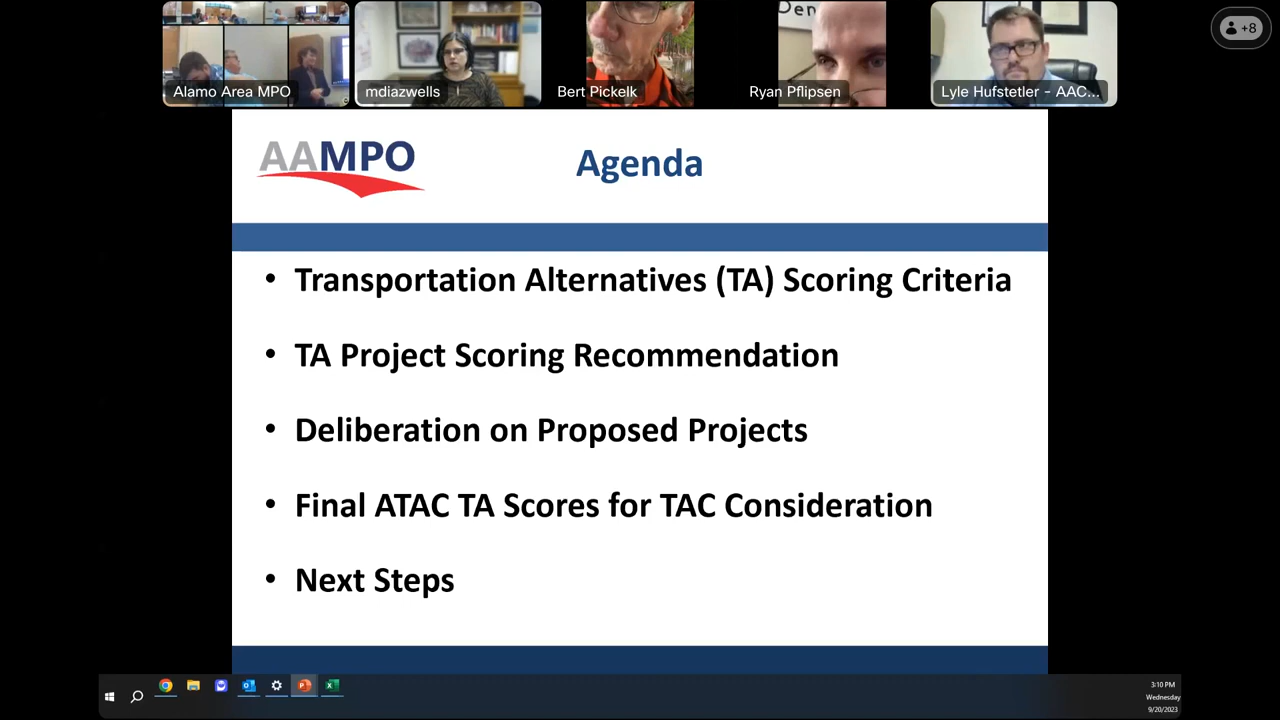 Den
+8
Alamo Area MPO
mdiazwells
Bert Pickelk
Ryan Pflipsen
Lyle Hufstetler - AAC...
AAMPO
Agenda
• Transportation Alternatives (TA) Scoring Criteria
• TA Project Scoring Recommendation
• Deliberation on Proposed Projects
• Final ATAC TA Scores for TAC Consideration
• Next Steps
3:10 PM
Wednesday
9/20/2023